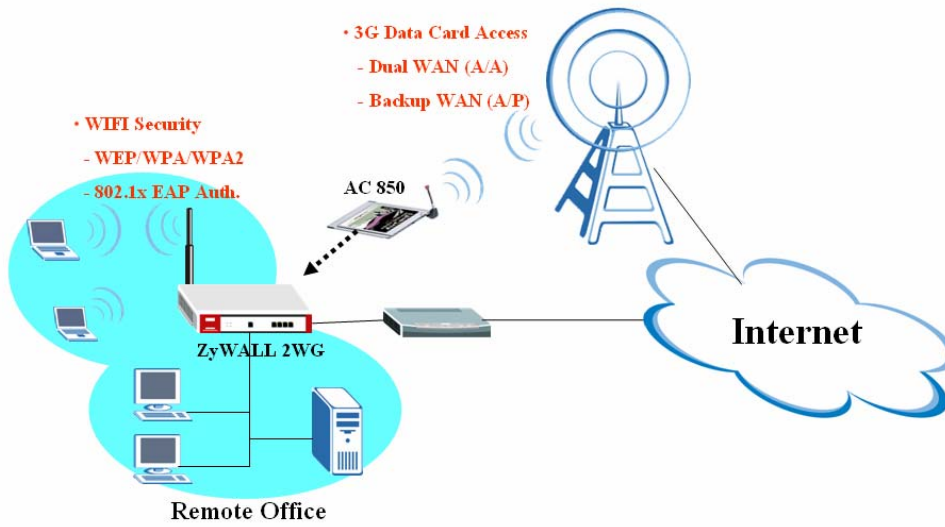 · 3G Data Card Access
- Dual WAN (A/A)
- Backup WAN (A/P)
· WIFI Security
- WEP/WPA/WPA2
- 802.1x EAP Auth.
AC 850
ZyWALL 2WG
Internet
Remote Office